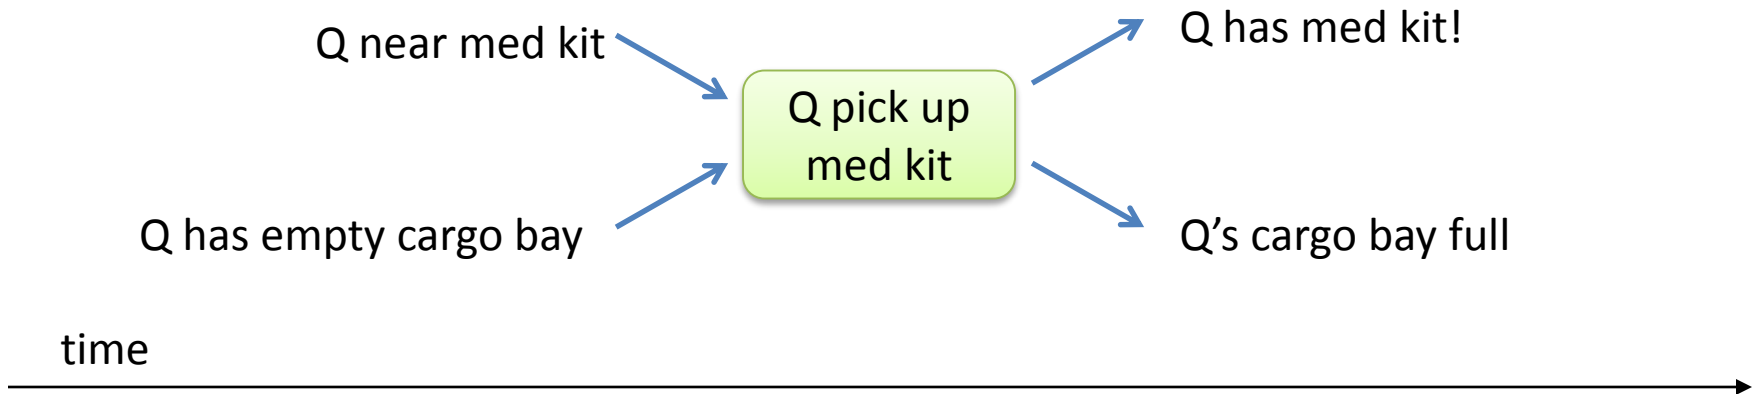 Q near med kit
Q has empty cargo bay
Q pick up
med kit
Q has med kit!
Q’s cargo bay full
time